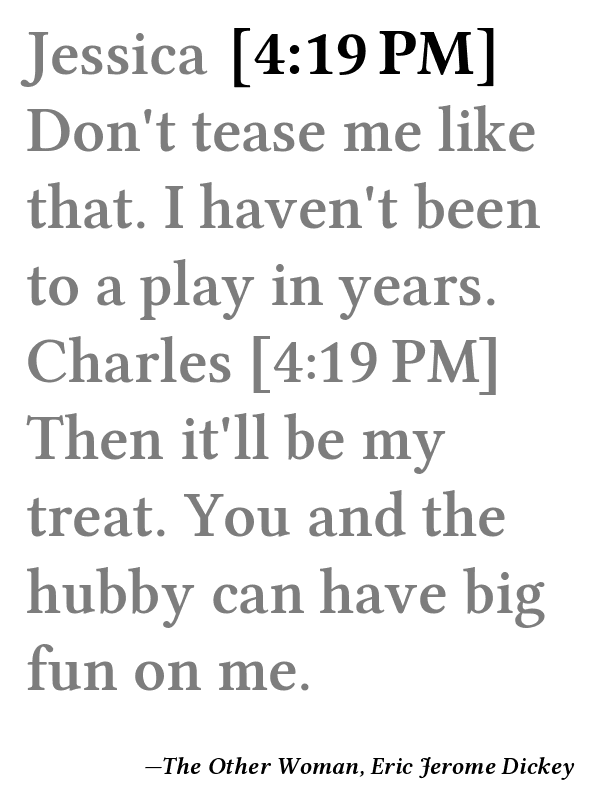 Jessica [4:19 PM]
Don't tease me like
that. I haven't been
to a play in years.
Charles [4:19 PM]
Then it'll be my
treat. You and the
hubby can have big
fun on me.
—The Other Woman, Eric Jerome Dickey